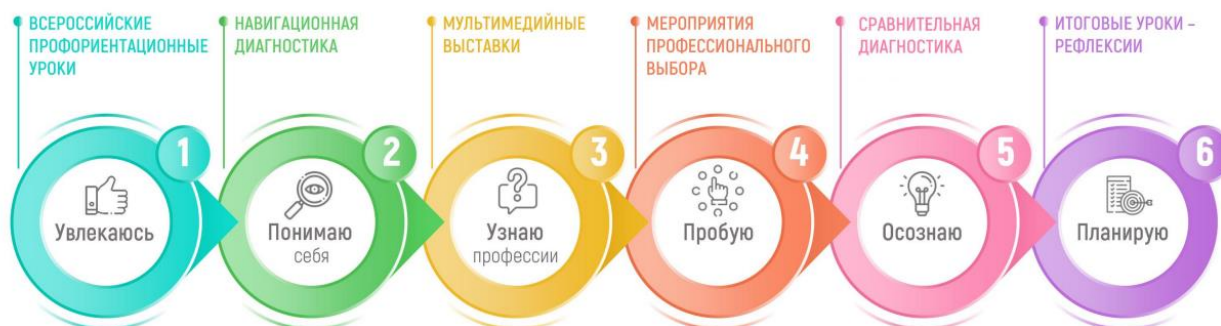 ВСЕРОССИЙСКИЕ
ПРОФОРИЕНТАЦИОННЫЕ
УРОКИ
НАВИГАЦИОННАЯ
ДИАГНОСТИКА
МУЛЬТИМЕДИЙНЫЕ
ВЫСТАВКИ
МЕРОПРИЯТИЯ
ПРОФЕССИОНАЛЬНОГО
ВЫБОРА
СРАВНИТЕЛЬНАЯ
ДИАГНОСТИКА
ИТОГОВЫЕ УРОКИ –
РЕФЛЕКСИИ
1
Увлекаюсь
2
Понимаю
себя
3
Узнаю
профессии
4
Пробую
5
Осознаю
6
Планирую